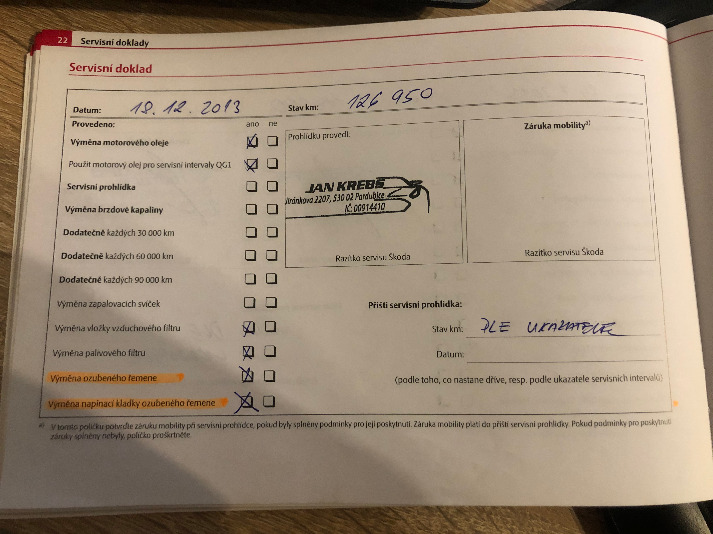 22 Servisní doklady
Servisní doklad
Datum: 18.12.2013 Stav km: 126 950
Provedeno: ano ne
Výměna motorového oleje
Použit motorový olej pro servisní intervaly QG1
Servisní prohlídka
Výměna brzdové kapaliny
Dodatečně každých 30 000 km
Dodatečně každých 60 000 km
Dodatečně každých 90 000 km
Výměna zapalovacích svíček
Výměna vložky vzduchového filtru
Výměna palivového filtru
Výměna ozubeného řemene
Výměna napínací kladky ozubeného řemene
Prohlídku provedl:
JAN KREBS
2207, 530 02 Pardubice
IČ: 00914410
Razítko servisu Škoda
Záruka mobility a)
Razítko servisu Škoda
Příští servisní prohlídka:
Stav km: DLE UKAZATELE
Datum:
(podle toho, co nastane dříve, resp. podle ukazatele servisních intervalů)
a) V tomto políčku potvrďte záruku mobility při servisní prohlídce, pokud byly splněny podmínky pro její poskytnutí. Záruka mobility platí do příští servisní prohlídky. Pokud podmínky pro poskytnutí
záruky splněny nebyly, políčko proškrtněte.